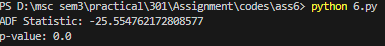 PS D:\msc sem3\practical\301\Assignment\codes\ass6> python 6.py
ADF Statistic: -25.554762172808577
p-value: 0.0